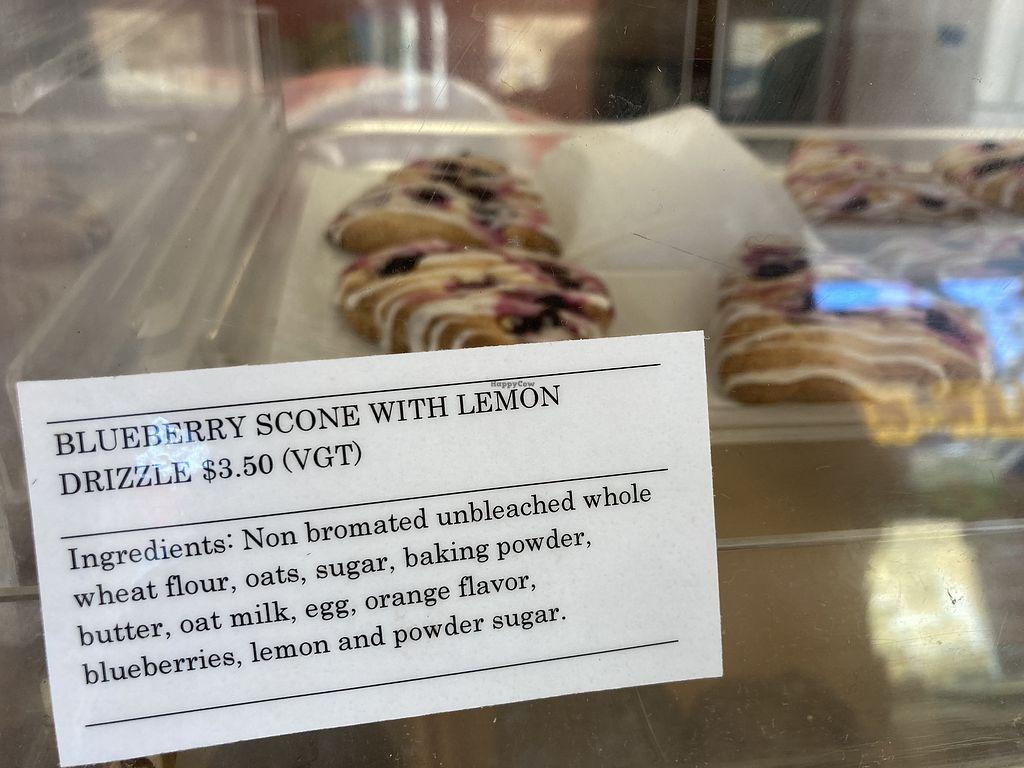 HappyCow
BLUEBERRY SCONE WITH LEMON
DRIZZLE $3.50 (VGT)
Ingredients: Non bromated unbleached whole
wheat flour, oats, sugar, baking powder,
butter, oat milk, egg, orange flavor,
blueberries, lemon and powder sugar.